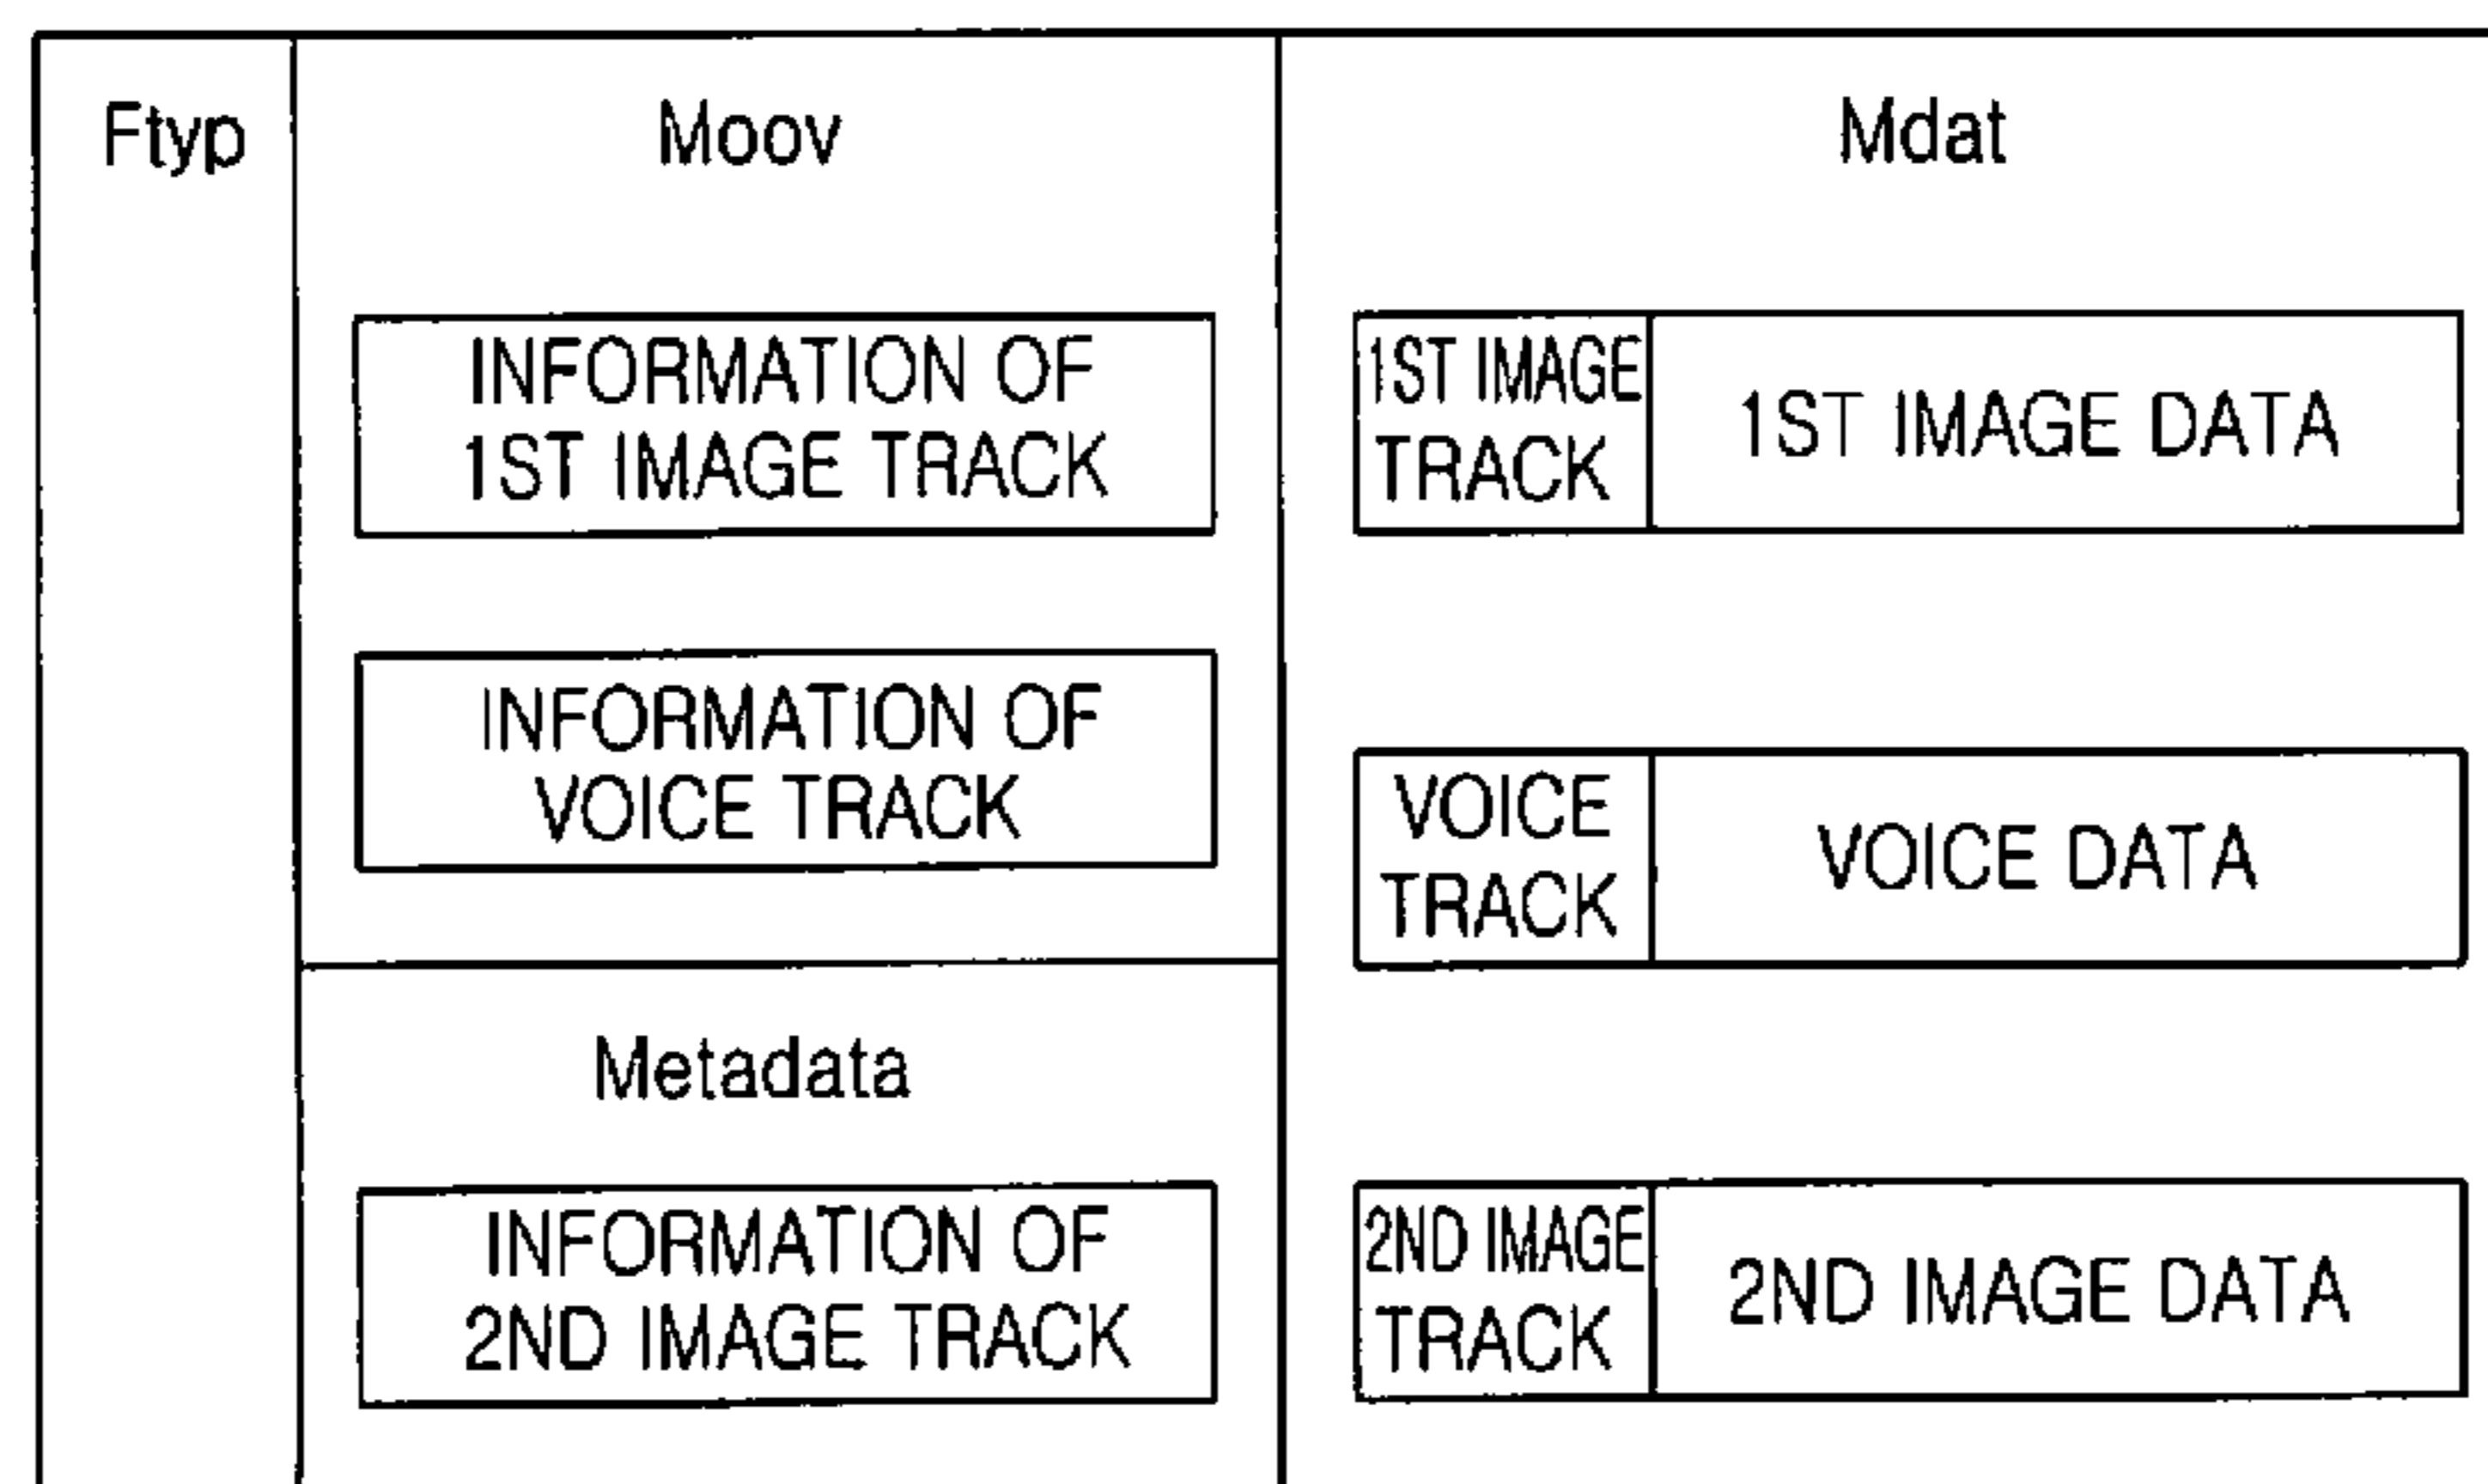 Ftyp
Moov
INFORMATION OF
1ST IMAGE TRACK
INFORMATION OF
VOICE TRACK
Metadata
INFORMATION OF
2ND IMAGE TRACK
Mdat
1ST IMAGE
TRACK
1ST IMAGE DATA
VOICE
TRACK
VOICE DATA
2ND IMAGE
TRACK
2ND IMAGE DATA